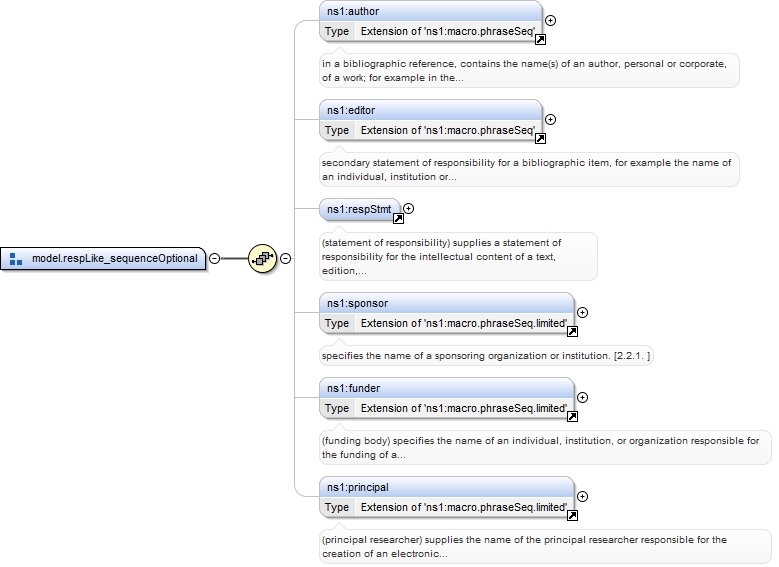 ns1:author
Type Extension of 'ns1:macro.phraseSeq'
in a bibliographic reference, contains the name(s) of an author, personal or corporate,
of a work; for example in the...
ns1:editor
Type Extension of 'ns1:macro.phraseSeq'
secondary statement of responsibility for a bibliographic item, for example the name of
an individual, institution or...
ns1:respStmt
(statement of responsibility) supplies a statement of
responsibility for the intellectual content of a text,
edition,...
model.respLike_sequenceOptional
ns1:sponsor
Type Extension of 'ns1:macro.phraseSeq.limited'
specifies the name of a sponsoring organization or institution. [2.2.1. ]
ns1:funder
Type Extension of 'ns1:macro.phraseSeq.limited'
(funding body) specifies the name of an individual, institution, or organization responsible for
the funding of a...
ns1:principal
Type Extension of 'ns1:macro.phraseSeq.limited'
(principal researcher) supplies the name of the principal researcher responsible for the
creation of an electronic...